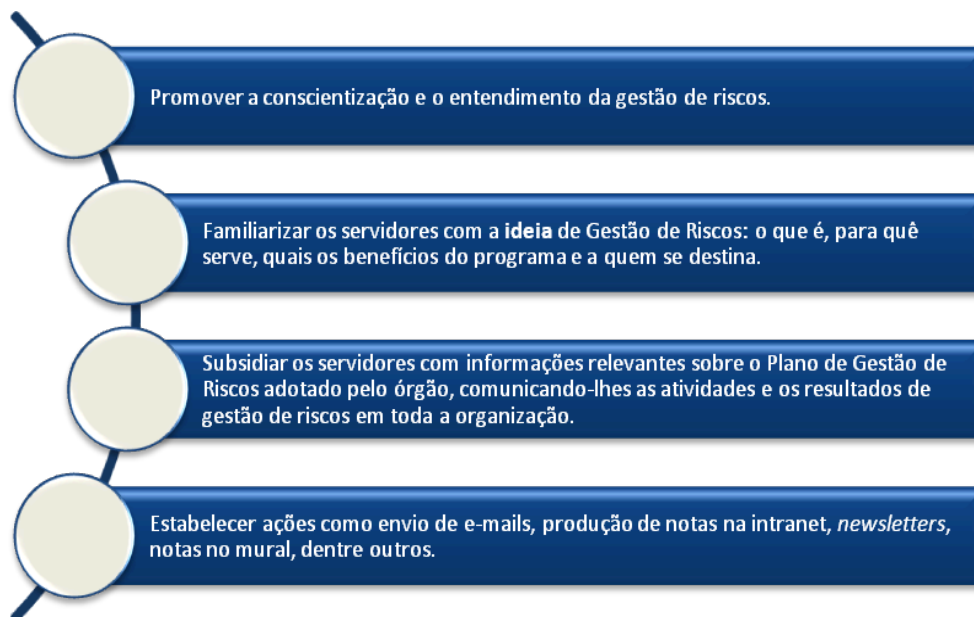 Promover a conscientização e o entendimento da gestão de riscos.
Familiarizar os servidores com a ideia de Gestão de Riscos: o que é, para quê
serve, quais os benefícios do programa e a quem se destina.
Subsidiar os servidores com informações relevantes sobre o Plano de Gestão de
Riscos adotado pelo órgão, comunicando-lhes as atividades e os resultados de
gestão de riscos em toda a organização.
Estabelecer ações como envio de e-mails, produção de notas na intranet, newsletters,
notas no mural, dentre outros.